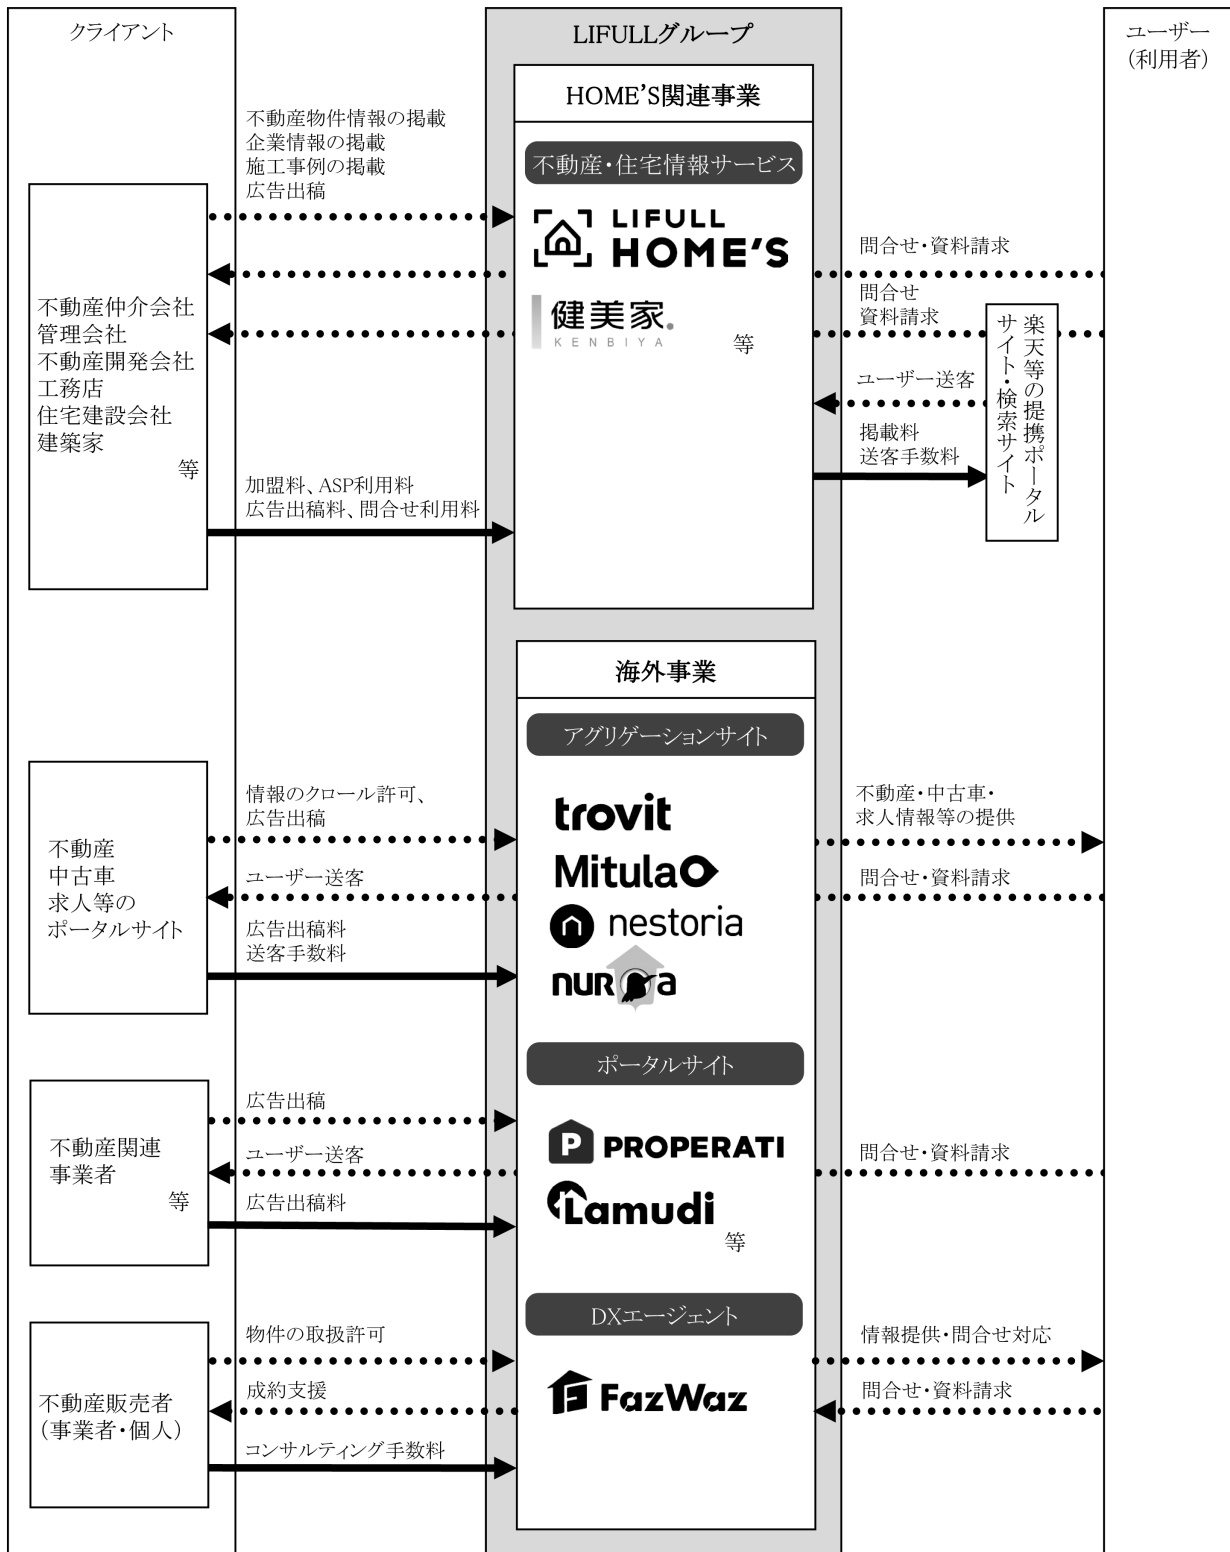 クライアント
LIFULLグループ
ユーザー
（利用者）
HOME'S関連事業
不動産物件情報の掲載
企業情報の掲載
施工事例の掲載
広告出稿
不動産・住宅情報サービス
LIFULL
HOME'S
問合せ・資料請求
健美家
KENBIYA
等
問合せ
資料請求
不動産仲介会社
管理会社
不動産開発会社
工務店
住宅建設会社
建築家
等
楽天等の提携ポータル
サイト・検索サイト
ユーザー送客
掲載料
送客手数料
加盟料、ASP利用料
広告出稿料、問合せ利用料
海外事業
アグリゲーションサイト
情報のクロール許可、
広告出稿
trovit
不動産・中古車・
求人情報等の提供
不動産
中古車
求人等の
ポータルサイト
ユーザー送客
Mitula
問合せ・資料請求
広告出稿料
送客手数料
nestoria
nuroa
ポータルサイト
広告出稿
不動産関連
事業者
等
ユーザー送客
PROPERATI
問合せ・資料請求
広告出稿料
Lamudi
等
DXエージェント
物件の取扱許可
情報提供・問合せ対応
不動産販売者
（事業者・個人）
成約支援
FazWaz
問合せ・資料請求
コンサルティング手数料